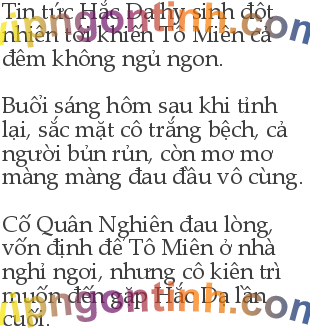 Tin tức Hắc Dạ hy sinh đột
nhiên tới khiến Tô Miên cả
đêm không ngủ ngon.
Buổi sáng hôm sau khi tỉnh
lại, sắc mặt cô trắng bệch, cả
người bủn rủn, còn mơ mơ
màng màng đau đầu vô cùng.
Cố Quân Nghiên đau lòng,
vốn định để Tô Miên ở nhà
nghỉ ngơi, nhưng cô kiên trì
muốn đến gặp Hắc Dạ lần
cuối.